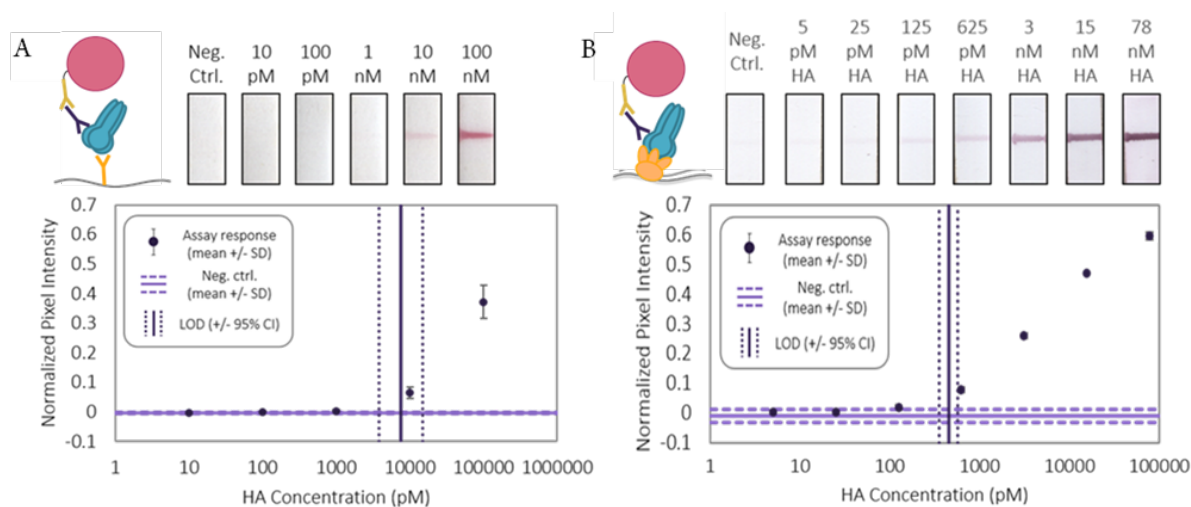 A
Neg. 10 100 1 10 100
Ctrl. pM pM nM nM nM
Normalized Pixel Intensity
0.7
0.6
0.5
0.4
0.3
0.2
0.1
0
-0.1
Assay response
(mean +/- SD)
Neg. ctrl.
(mean +/- SD)
LOD (+/- 95% CI)
1 10 100 1000 10000 100000 1000000
HA Concentration (pM)
B
Neg. 5 25 125 625 3 15 78
Ctrl. pM pM pM pM nM nM nM
HA HA HA HA HA HA HA
Normalized Pixel Intensity
0.7
0.6
0.5
0.4
0.3
0.2
0.1
0
-0.1
Assay response
(mean +/- SD)
Neg. ctrl.
(mean +/- SD)
LOD (+/- 95% CI)
1 10 100 1000 10000 100000
HA Concentration (pM)